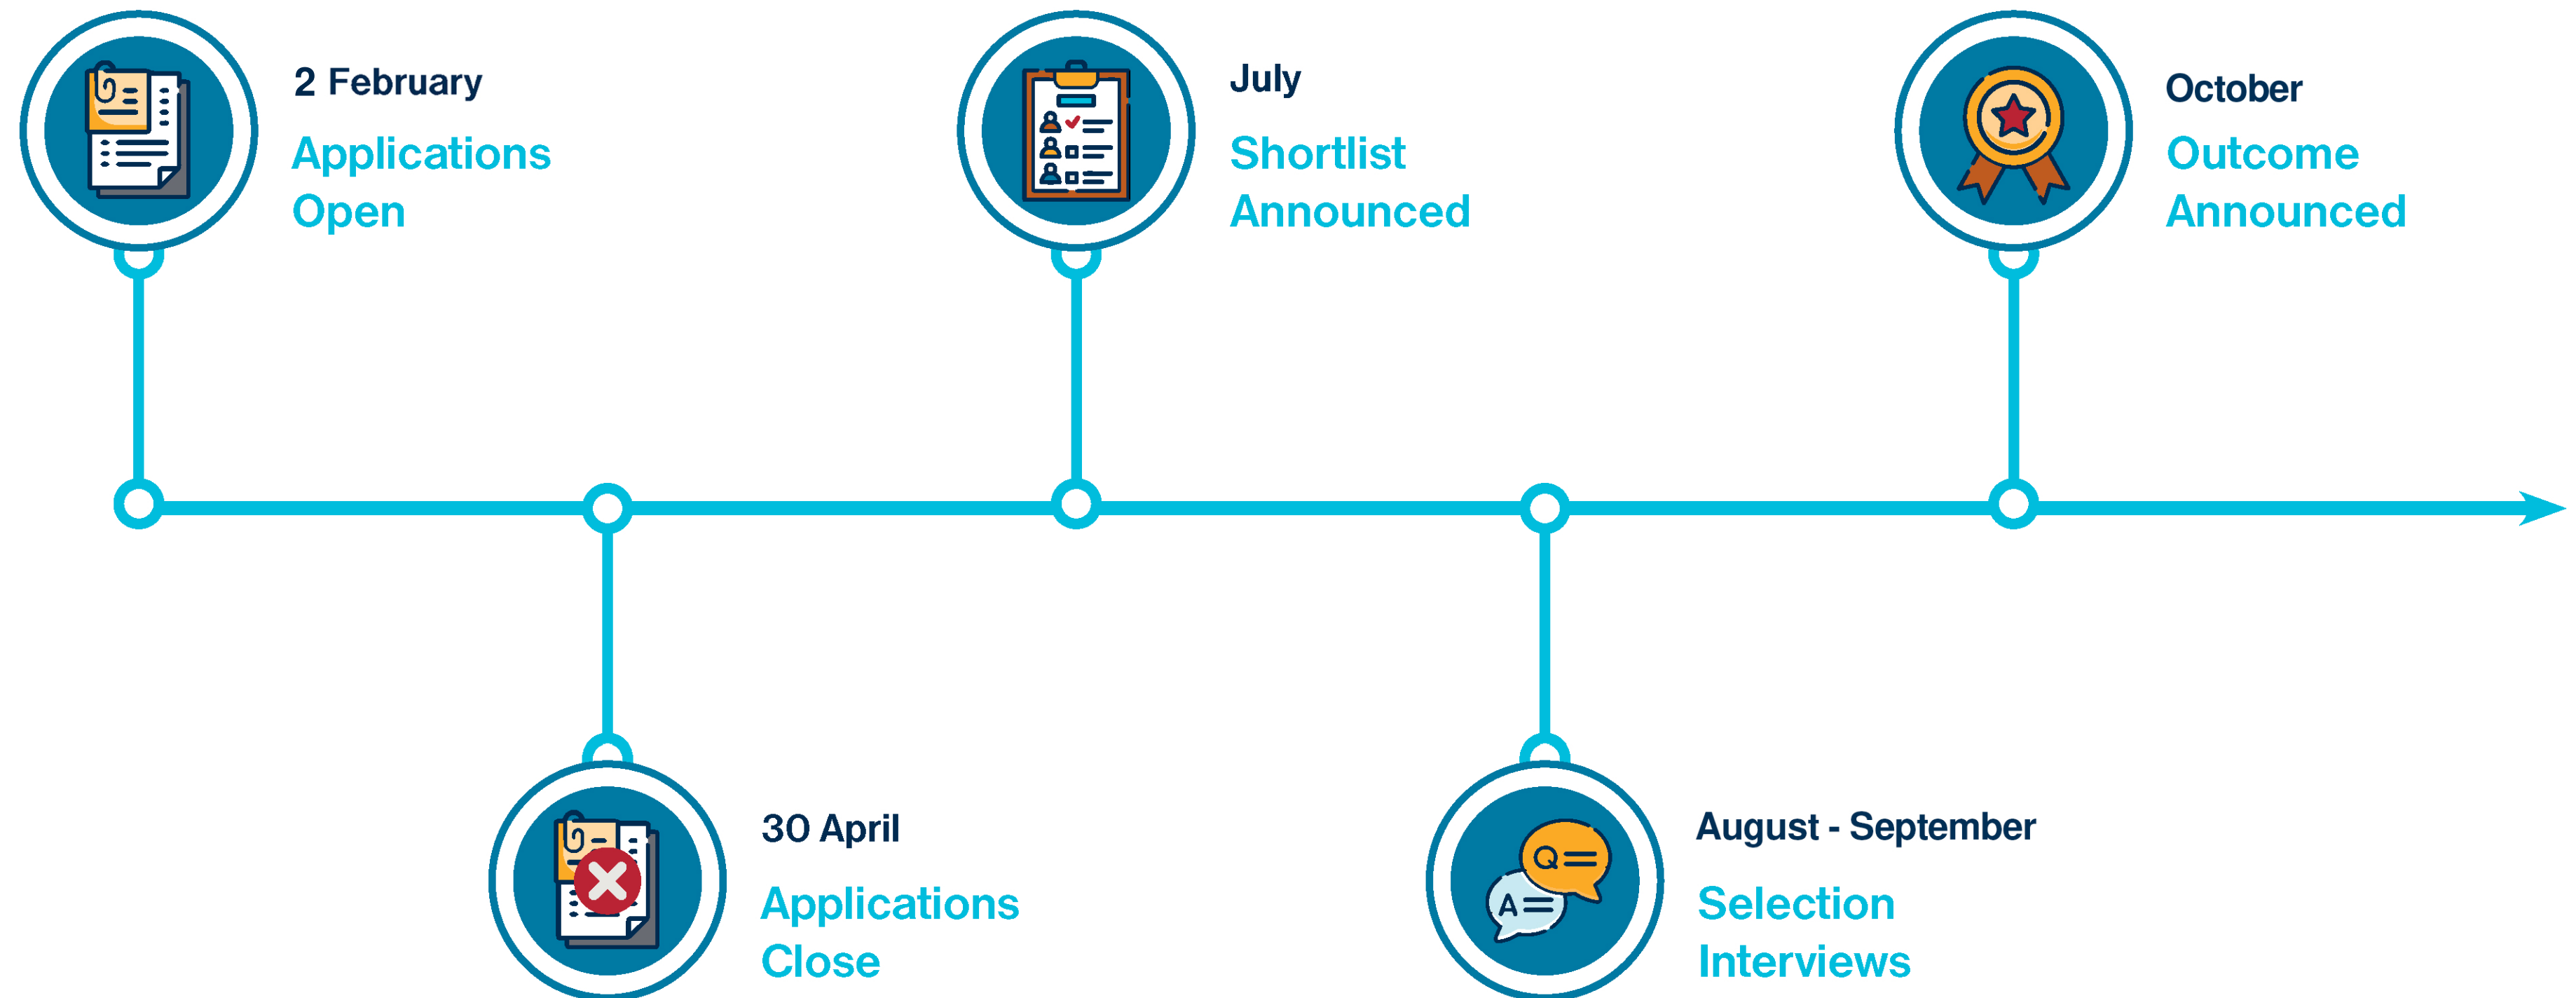 2 February
Applications
Open
30 April
Applications
Close
July
Shortlist
Announced
August - September
Selection
Interviews
Q
A
October
Outcome
Announced